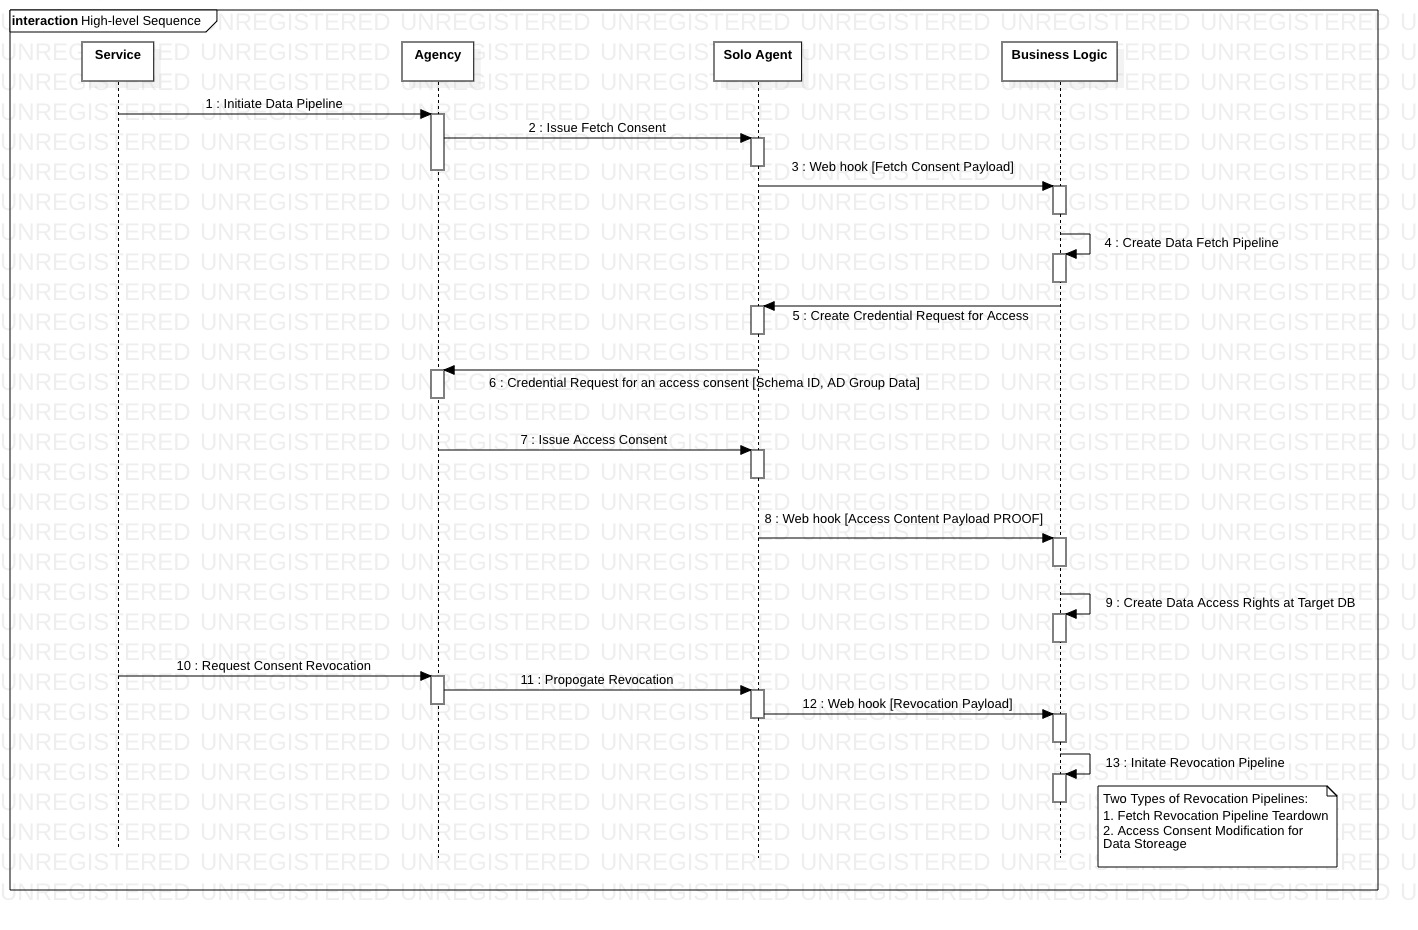 interaction High-level Sequence
Service
Agency
Solo Agent
Business Logic
1 : Initiate Data Pipeline
2 : Issue Fetch Consent
3 : Web hook [Fetch Consent Payload]
4 : Create Data Fetch Pipeline
5 : Create Credential Request for Access
6 : Credential Request for an access consent [Schema ID, AD Group Data]
7 : Issue Access Consent
8 : Web hook [Access Content Payload PROOF]
9 : Create Data Access Rights at Target DB
10 : Request Consent Revocation
11 : Propogate Revocation
12 : Web hook [Revocation Payload]
13 : Initate Revocation Pipeline
Two Types of Revocation Pipelines:
1. Fetch Revocation Pipeline Teardown
2. Access Consent Modification for
Data Storeage
UNREGISTERED UNREGISTERED UNREGISTERED UNREGISTERED UNREGISTERED UNREGISTERED UNREGISTERED U